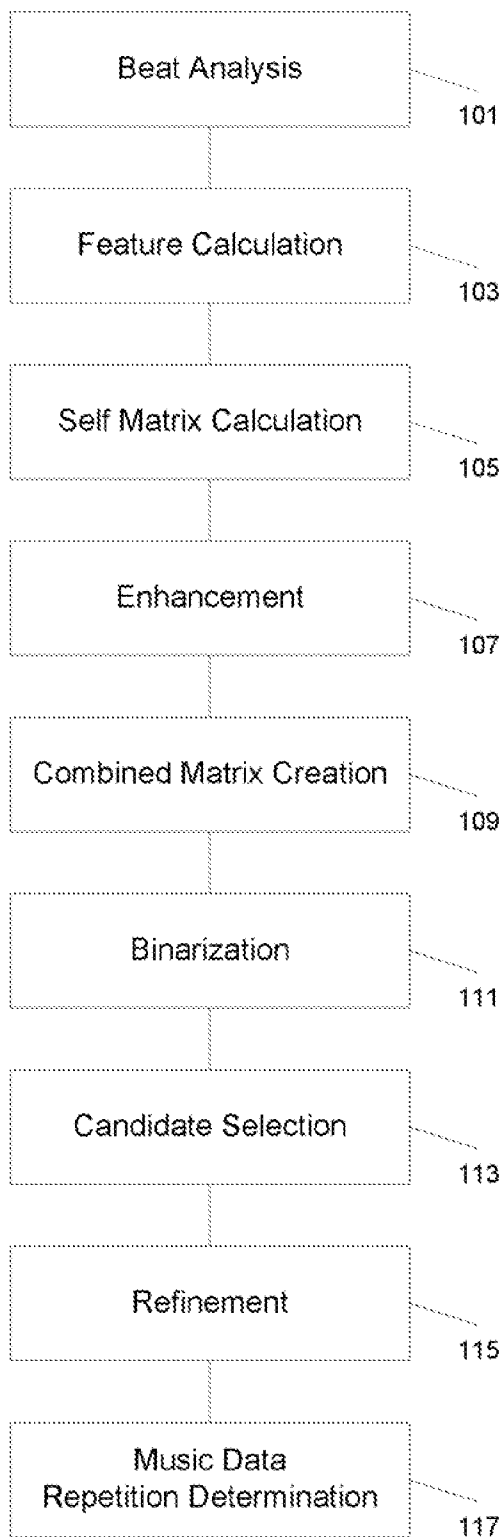 Beat Analysis
101
Feature Calculation
103
Self Matrix Calculation
105
Enhancement
107
Combined Matrix Creation
109
Binarization
111
Candidate Selection
113
Refinement
115
Music Data
Repetition Determination
117